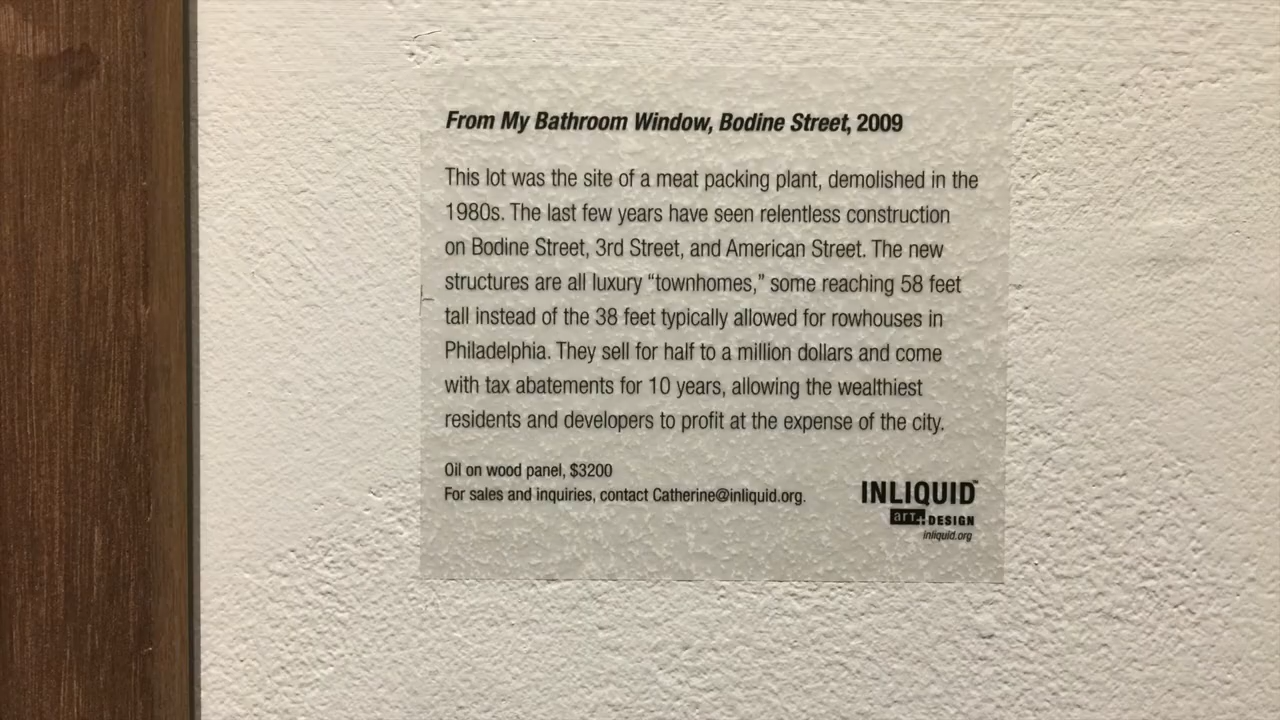 From My Bathroom Window, Bodine Street, 2009
This lot was the site of a meat packing plant, demolished in the
1980s. The last few years have seen relentless construction
on Bodine Street, 3rd Street, and American Street. The new
structures are all luxury “townhomes,” some reaching 58 feet
tall instead of the 38 feet typically allowed for rowhouses in
Philadelphia. They sell for half to a million dollars and come
with tax abatements for 10 years, allowing the wealthiest
residents and developers to profit at the expense of the city.
Oil on wood panel, $3200
For sales and inquiries, contact Catherine@inliquid.org.
INLIQUID™
art+DESIGN
inliquid.org